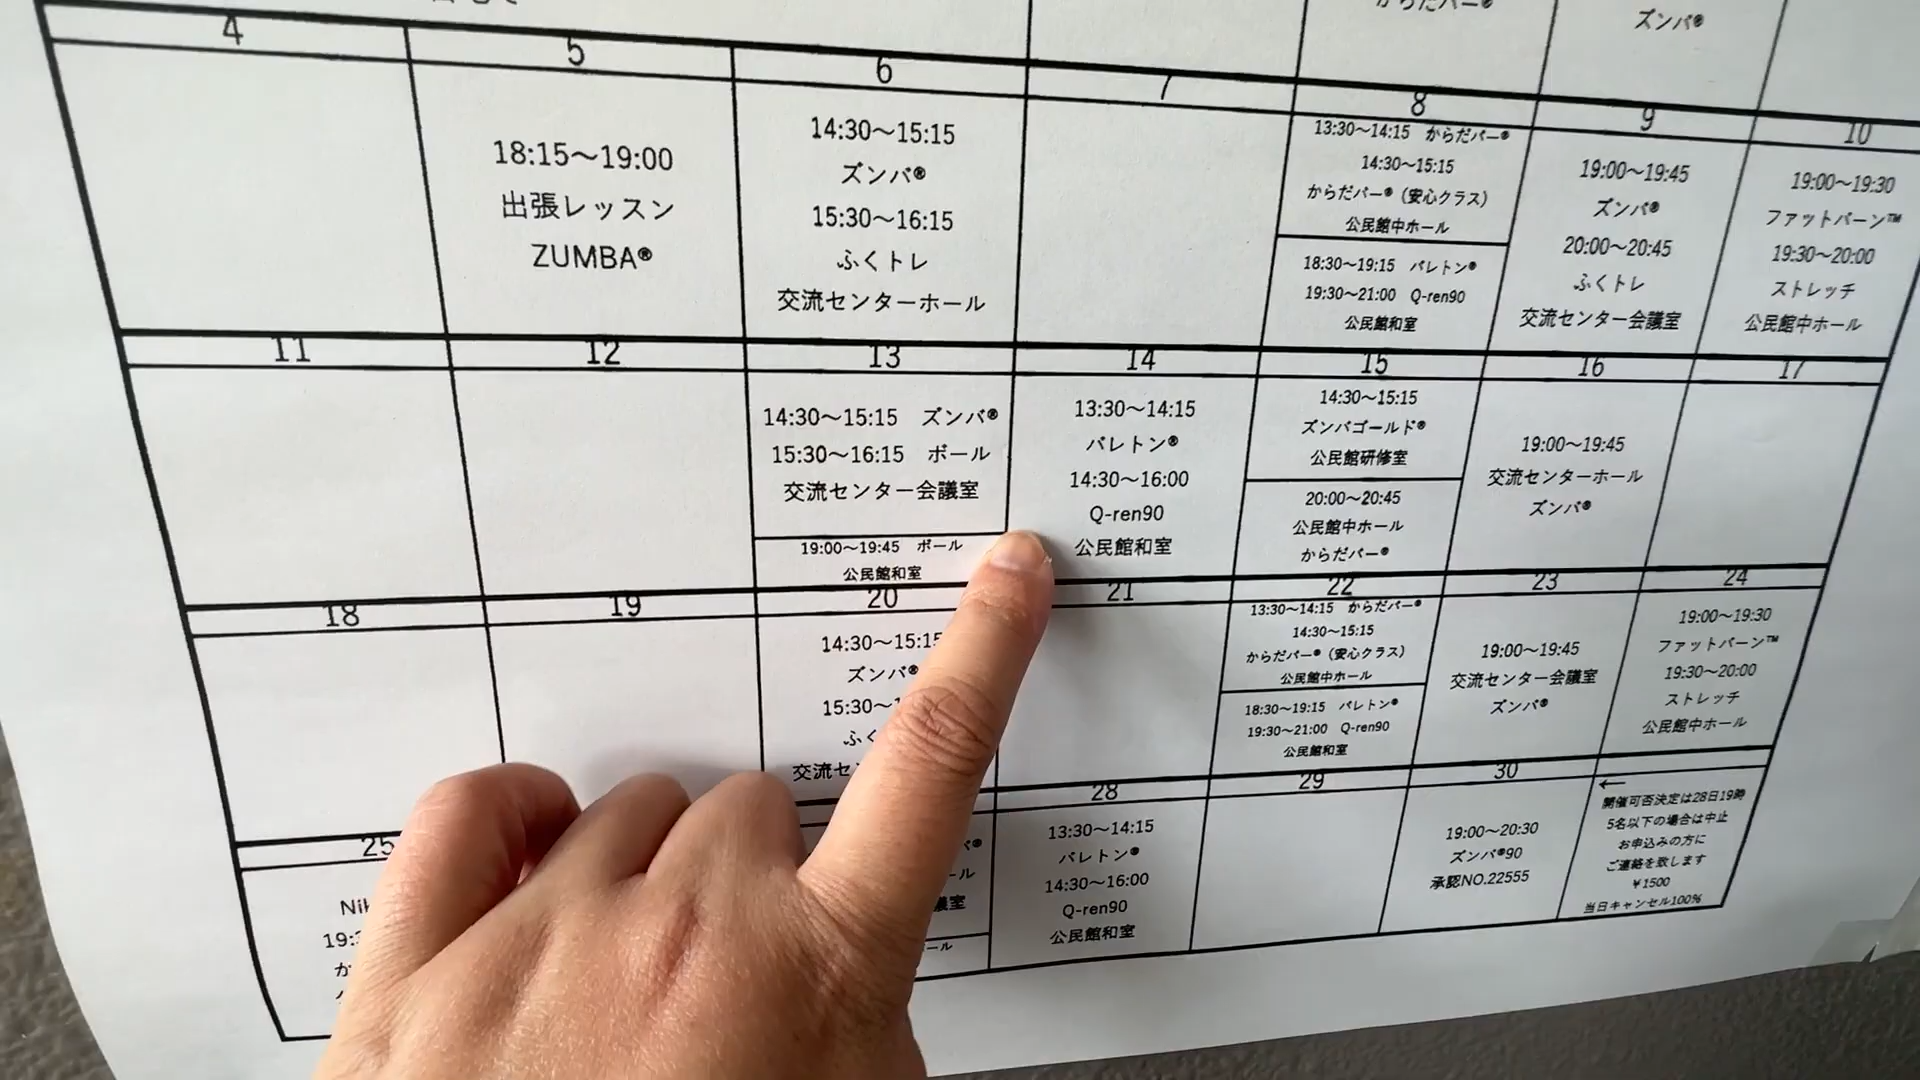 からだバー®
ズンバ®
4 5 6 7 8 9 10
18:15〜19:00
出張レッスン
ZUMBA®
14:30〜15:15
ズンバ®
15:30〜16:15
ふくトレ
交流センターホール
13:30〜14:15 からだバー®
14:30〜15:15
からだバー®（安心クラス）
公民館中ホール
18:30〜19:15 バレトン®
19:30〜21:00 Q-ren90
公民館和室
19:00〜19:45
ズンバ®
20:00〜20:45
ふくトレ
交流センター会議室
19:00〜19:30
ファットバーン™
19:30〜20:00
ストレッチ
公民館中ホール
11 12 13 14 15 16 17
14:30〜15:15 ズンバ®
15:30〜16:15 ボール
交流センター会議室
19:00〜19:45 ボール
公民館和室
13:30〜14:15
バレトン®
14:30〜16:00
Q-ren90
公民館和室
14:30〜15:15
ズンバゴールド®
公民館研修室
20:00〜20:45
公民館中ホール
からだバー®
19:00〜19:45
交流センターホール
ズンバ®
18 19 20 21 22 23 24
14:30〜15:15
ズンバ®
15:30〜
ふく
交流セ
13:30〜14:15 からだバー®
14:30〜15:15
からだバー®（安心クラス）
公民館中ホール
18:30〜19:15 バレトン®
19:30〜21:00 Q-ren90
公民館和室
19:00〜19:45
交流センター会議室
ズンバ®
19:00〜19:30
ファットバーン™
19:30〜20:00
ストレッチ
公民館中ホール
25 28 29 30
13:30〜14:15
バレトン®
14:30〜16:00
Q-ren90
公民館和室
19:00〜20:30
ズンバ®90
承認NO.22555
←
開催可否決定は28日19時
5名以下の場合は中止
お申込みの方に
ご連絡を致します
￥1500
当日キャンセル100%